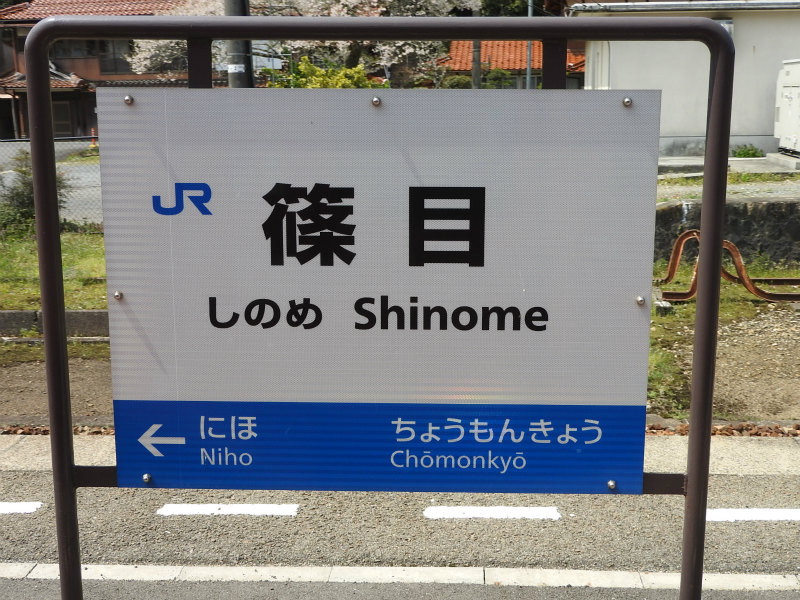 JR 篠目
しのめ Shinome
← にほ ちょうもんきょう
Niho Chōmonkyō